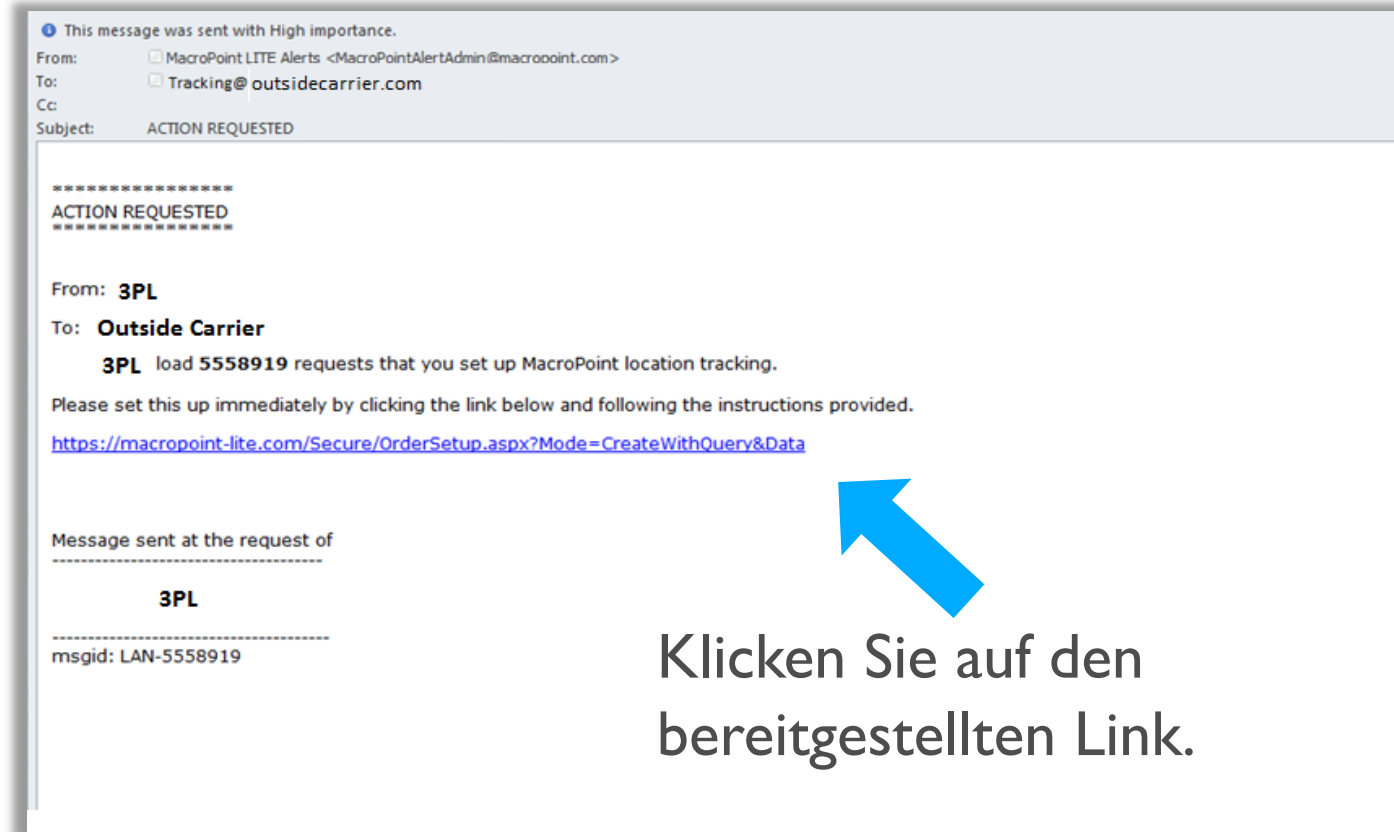 This message was sent with High importance.
From: MacroPoint LITE Alerts <MacroPointAlertAdmin@macropoint.com>
To: Tracking@ outsidecarrier.com
Cc:
Subject: ACTION REQUESTED
****************
ACTION REQUESTED
****************
From: 3PL
To: Outside Carrier
3PL load 5558919 requests that you set up MacroPoint location tracking.
Please set this up immediately by clicking the link below and following the instructions provided.
https://macropoint-lite.com/Secure/OrderSetup.aspx?Mode=CreateWithQuery&Data
Message sent at the request of
--------------------------------------
3PL
---------------------------------------
msgid: LAN-5558919
Klicken Sie auf den
bereitgestellten Link.